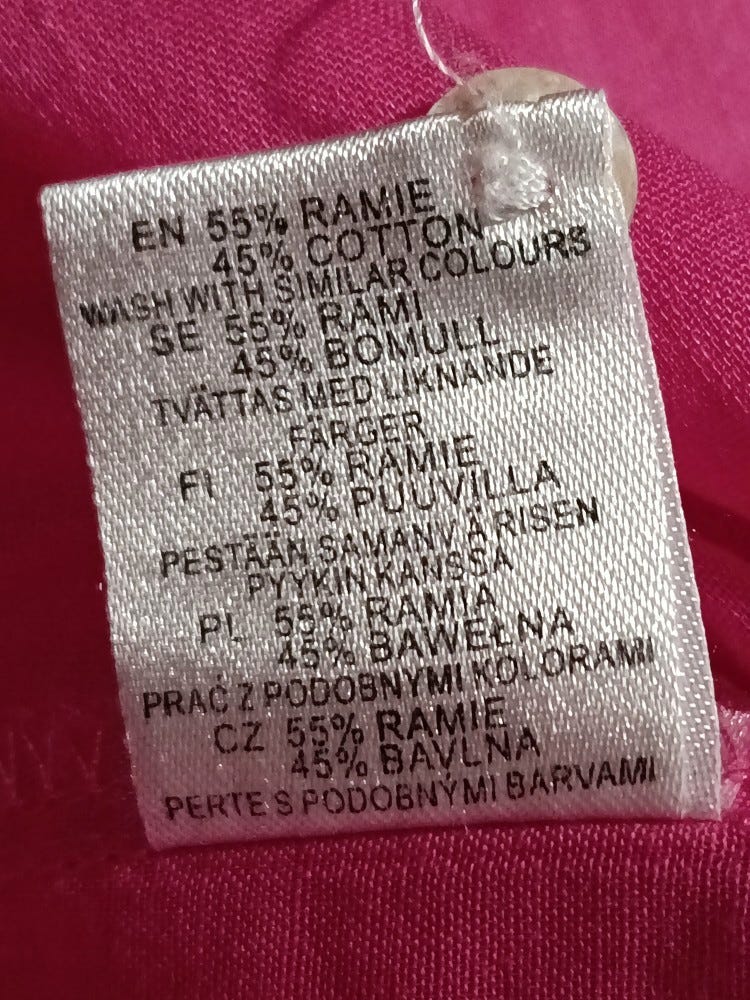 EN 55% RAMIE
45% COTTON
WASH WITH SIMILAR COLOURS
SE 55% RAMI
45% BOMULL
TVÄTTAS MED LIKNANDE
FÄRGER
FI 55% RAMIE
45% PUUVILLA
PESTÄÄN SAMANVÄRISEN
PYYKIN KANSSA
PL 55% RAMIA
45% BAWEŁNA
PRAĆ Z PODOBNYMI KOLORAMI
CZ 55% RAMIE
45% BAVLNA
PERTE S PODOBNÝMI BARVAMI